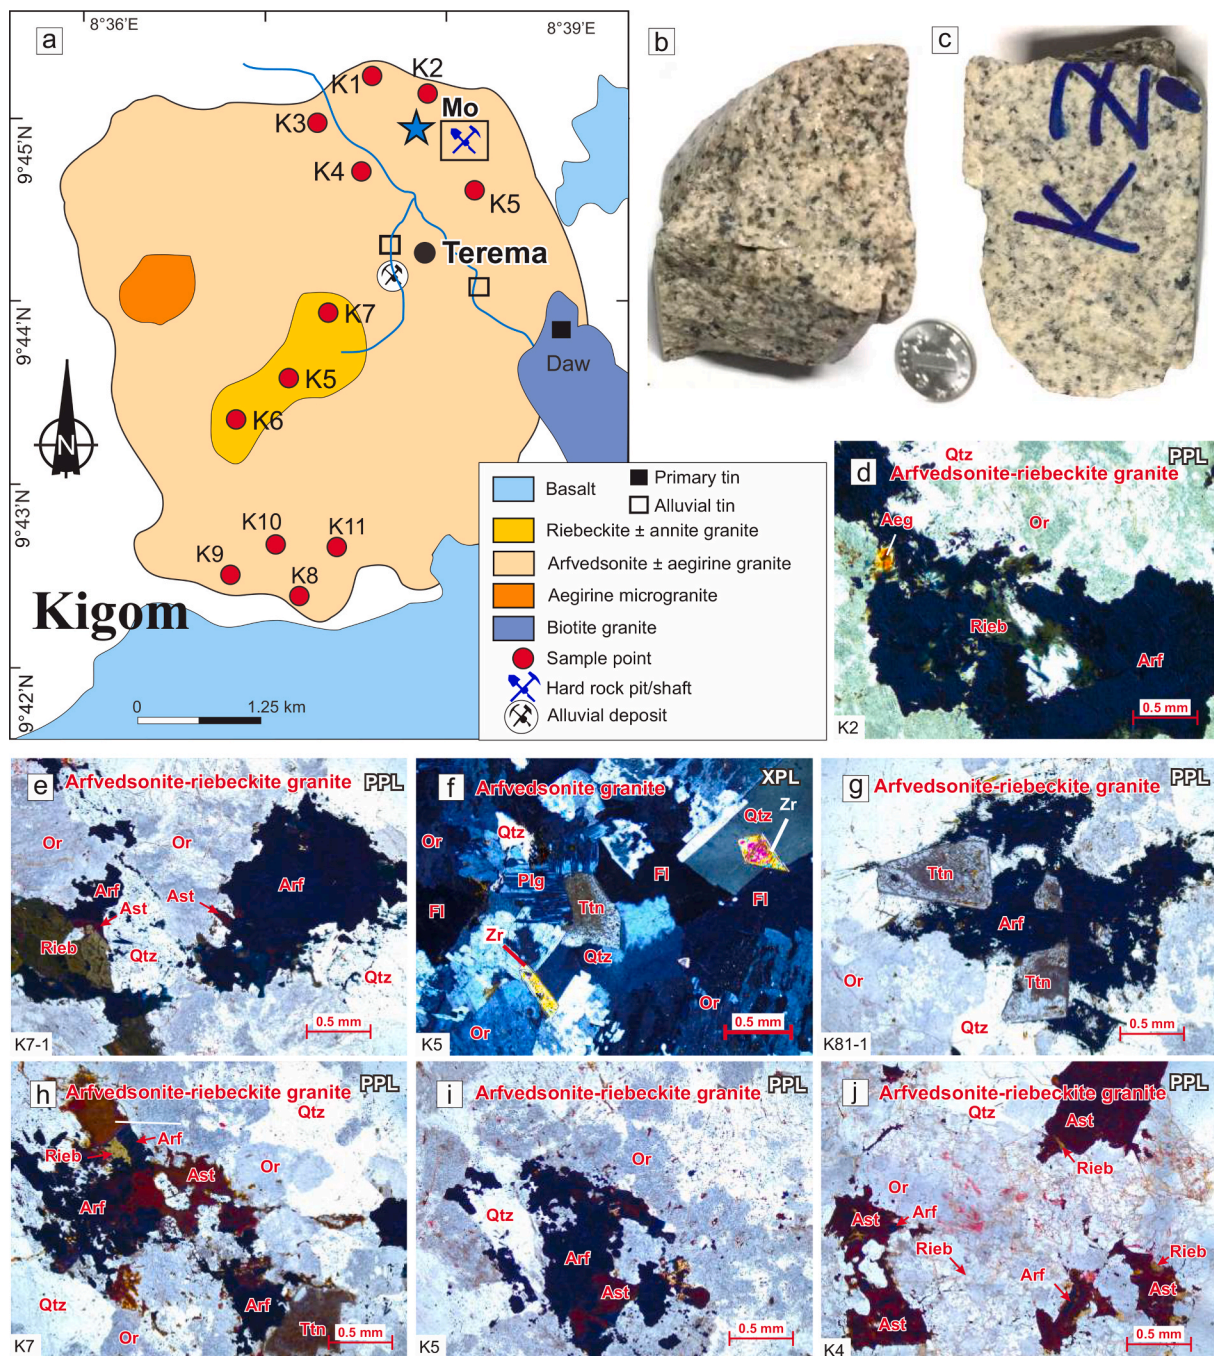 a
8°36'E
8°39'E
9°45'N
9°44'N
9°43'N
9°42'N
K1
K2
K3
Mo
K4
K5
Terema
K7
K5
K6
Daw
N
K10
K11
K9
K8
Kigom
0
1.25 km
Basalt
Primary tin
Alluvial tin
Riebeckite ± annite granite
Arfvedsonite ± aegirine granite
Aegirine microgranite
Biotite granite
Sample point
Hard rock pit/shaft
Alluvial deposit
b
c
K2
d
Qtz
PPL
Arfvedsonite-riebeckite granite
Aeg
Or
Rieb
Arf
0.5 mm
K2
e
Arfvedsonite-riebeckite granite
PPL
Or
Or
Arf
Arf
Ast
Ast
Rieb
Qtz
Qtz
0.5 mm
K7-1
f
Arfvedsonite granite
XPL
Qtz
Zr
Or
Qtz
Plg
Fl
Fl
Fl
Ttn
Zr
Qtz
Or
Or
0.5 mm
K5
g
Arfvedsonite-riebeckite granite
PPL
Ttn
Arf
Or
Ttn
Qtz
0.5 mm
K81-1
h
Arfvedsonite-riebeckite granite
PPL
Qtz
Arf
Rieb
Ast
Or
Arf
Qtz
Arf
Or
Ttn
0.5 mm
K7
i
Arfvedsonite-riebeckite granite
PPL
Or
Qtz
Arf
Ast
0.5 mm
K5
j
Arfvedsonite-riebeckite granite
PPL
Qtz
Ast
Rieb
Or
Ast
Arf
Rieb
Rieb
Arf
Ast
Ast
0.5 mm
K4